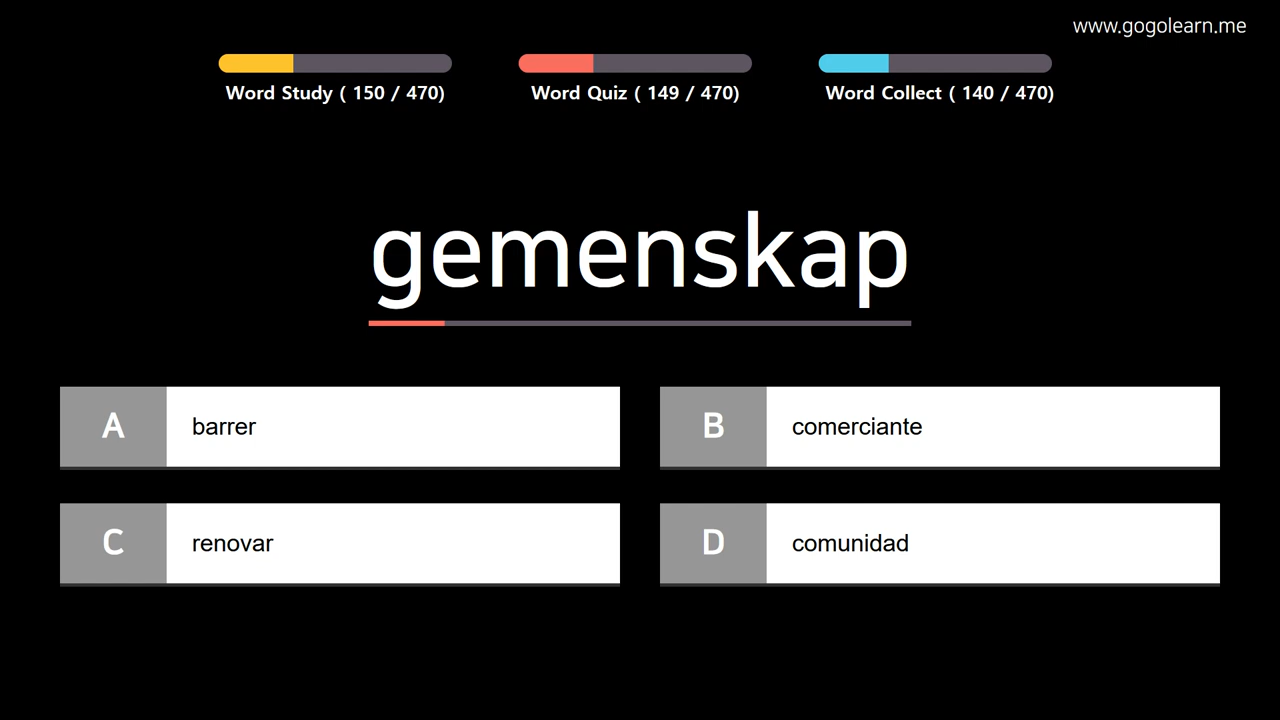 www.gogolearn.me
Word Study ( 150 / 470)
Word Quiz ( 149 / 470)
Word Collect ( 140 / 470)
gemenskap
A barrer
B comerciante
C renovar
D comunidad